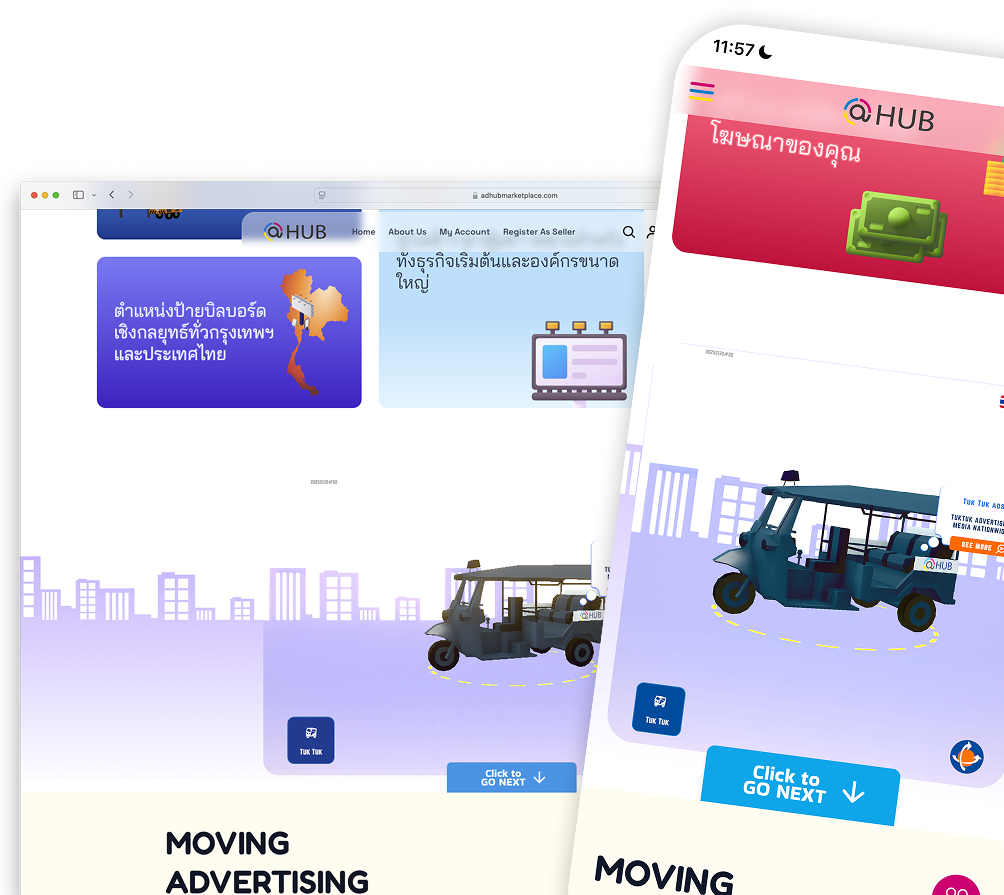 adhubmarketplace.com
@HUB
Home About Us My Account Register As Seller
ทั้งธุรกิจเริ่มต้นและองค์กรขนาด
ใหญ่
ตำแหน่งป้ายบิลบอร์ด
เชิงกลยุทธ์ทั่วกรุงเทพฯ
และประเทศไทย
@HUB
TUK TUK
Click to
GO NEXT
MOVING
ADVERTISING
11:57
@HUB
โฆษณาของคุณ
TUK TUK ADS
TUKTUK ADVERTIS
MEDIA NATIONWI
SEE MORE
@HUB
TUK TUK
Click to
GO NEXT
MOVING